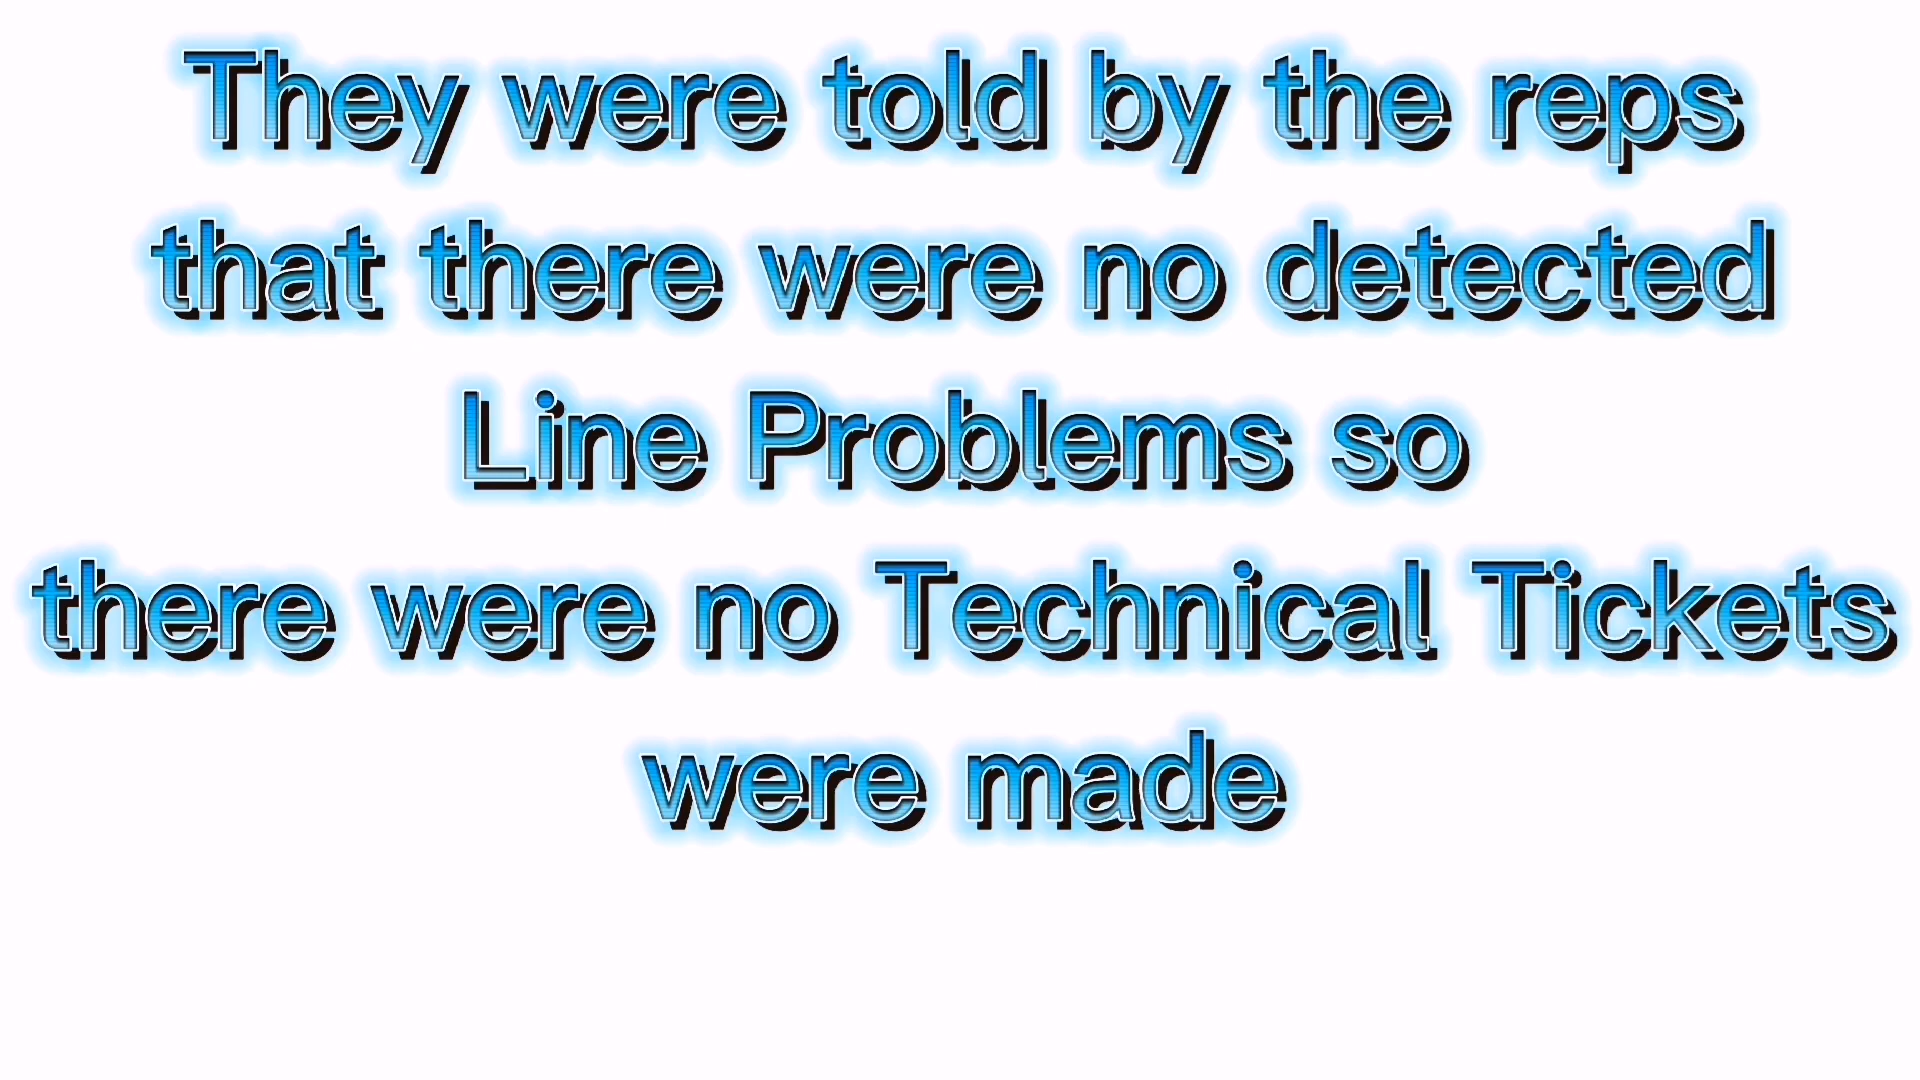 They were told by the reps
that there were no detected
Line Problems so
there were no Technical Tickets
were made